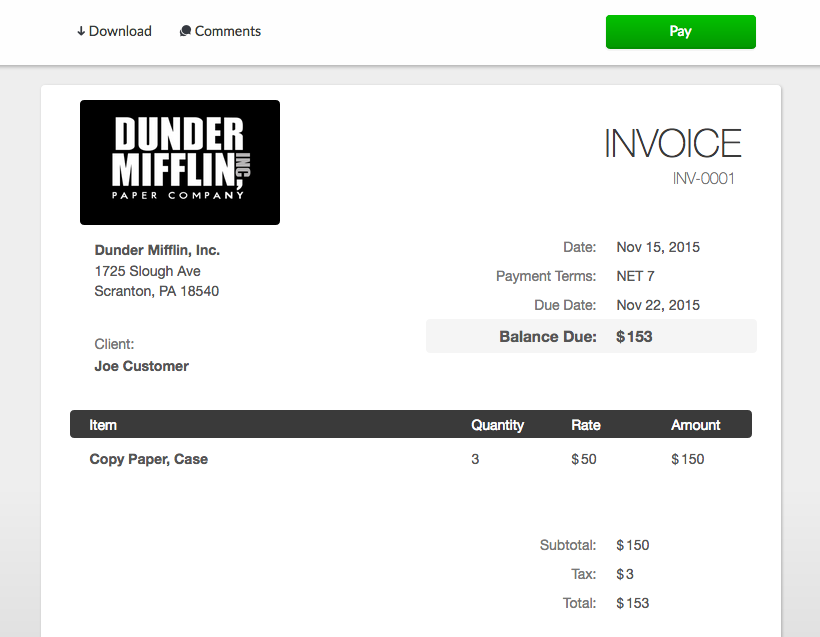 Download Comments Pay
DUNDER
MIFFLIN, INC
PAPER COMPANY
INVOICE
INV-0001
Dunder Mifflin, Inc.
1725 Slough Ave
Scranton, PA 18540
Date: Nov 15, 2015
Payment Terms: NET 7
Due Date: Nov 22, 2015
Balance Due: $153
Client:
Joe Customer
Item Quantity Rate Amount
Copy Paper, Case 3 $50 $150
Subtotal: $150
Tax: $3
Total: $153